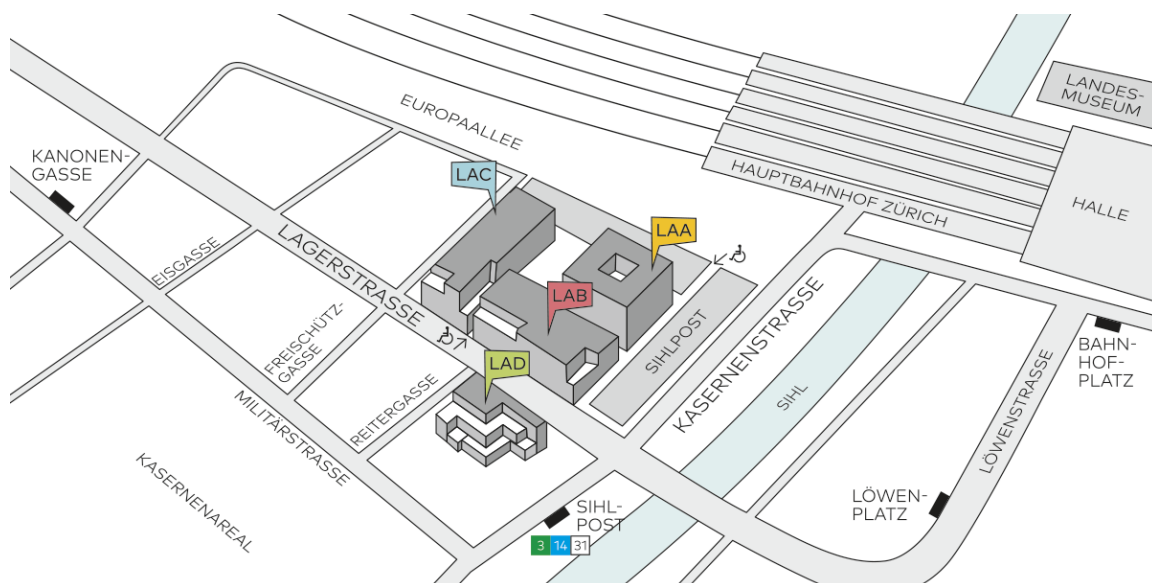 LANDES-
MUSEUM
EUROPAALLEE
KANONEN-
GASSE
LAC
HAUPTBAHNHOF ZÜRICH
HALLE
LAA
EISGASSE
LAGERSTRASSE
LAB
FREISCHÜTZ-
GASSE
SIHLPOST
KASERNENSTRASSE
BAHN-
HOF-
PLATZ
LAD
MILITÄRSTRASSE
REITERGASSE
SIHL
LÖWENSTRASSE
KASERNENAREAL
SIHL-
POST
3 14 31
LÖWEN-
PLATZ